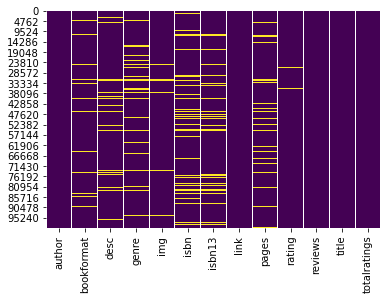 0
4762
9524
14286
19048
23810
28572
33334
38096
42858
47620
52382
57144
61906
66668
71430
76192
80954
85716
90478
95240
author
bookformat
desc
genre
img
isbn
isbn13
link
pages
rating
reviews
title
totalratings